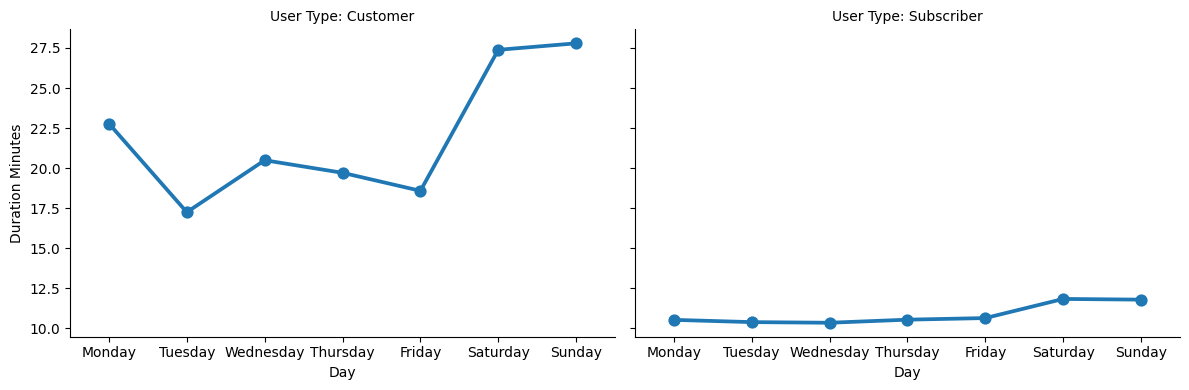 User Type: Customer
User Type: Subscriber
27.5
25.0
22.5
20.0
17.5
15.0
12.5
10.0
Duration Minutes
Monday Tuesday Wednesday Thursday Friday Saturday Sunday
Day
Monday Tuesday Wednesday Thursday Friday Saturday Sunday
Day